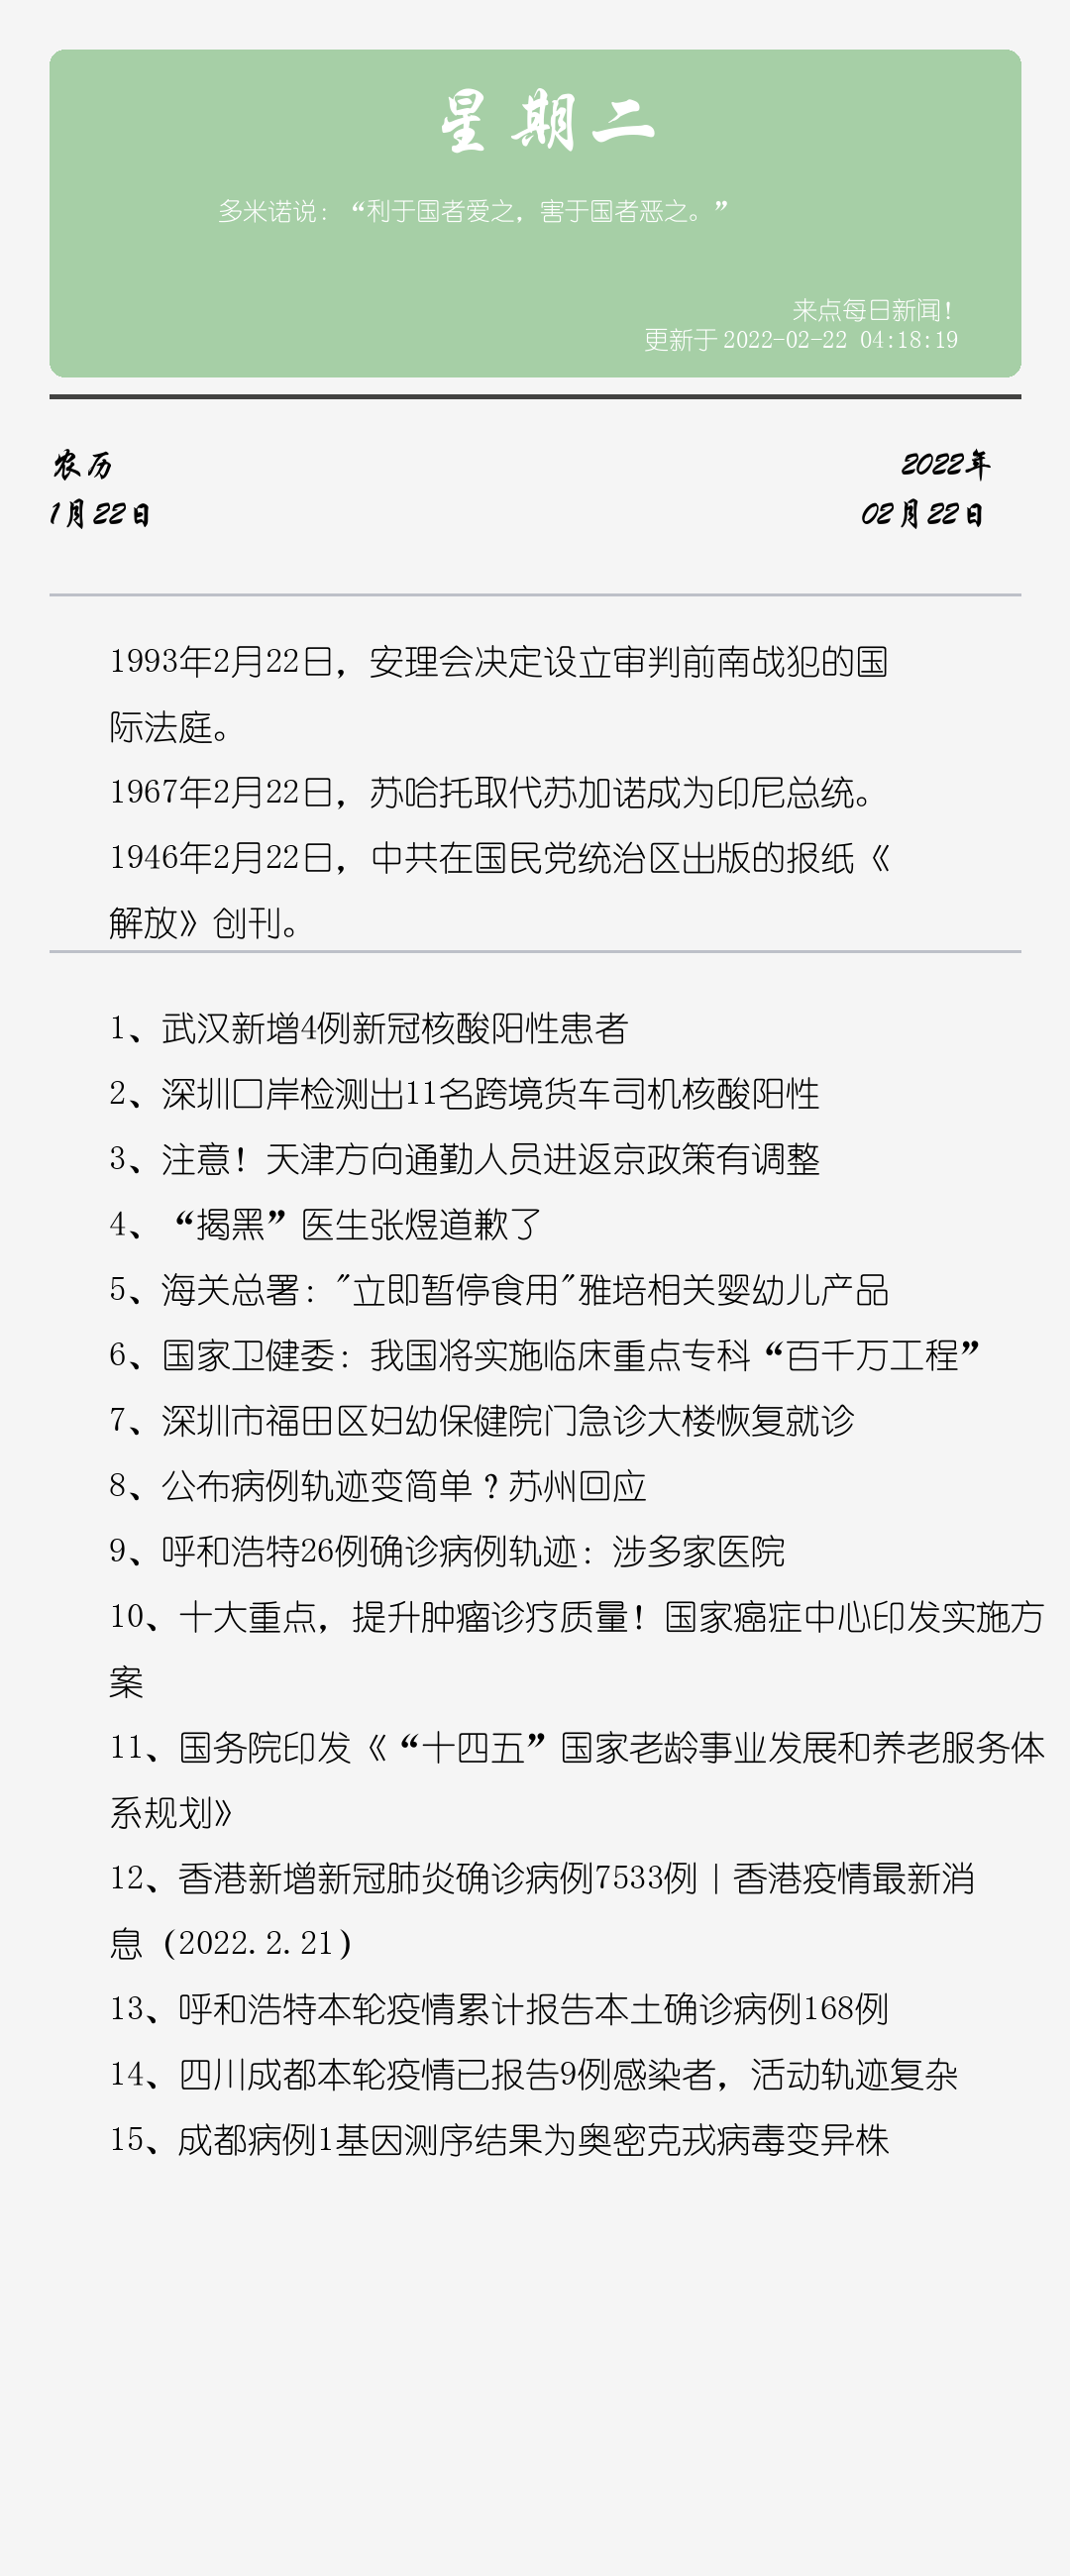 星期二
多米诺说：“利于国者爱之，害于国者恶之。”
来点每日新闻！
更新于 2022-02-22 04:18:19
农历
2022年
1月22日
02月22日
1993年2月22日，安理会决定设立审判前南战犯的国
际法庭。
1967年2月22日，苏哈托取代苏加诺成为印尼总统。
1946年2月22日，中共在国民党统治区出版的报纸《
解放》创刊。
1、武汉新增4例新冠核酸阳性患者
2、深圳口岸检测出11名跨境货车司机核酸阳性
3、注意！天津方向通勤人员进返京政策有调整
4、“揭黑”医生张煜道歉了
5、海关总署："立即暂停食用"雅培相关婴幼儿产品
6、国家卫健委：我国将实施临床重点专科“百千万工程”
7、深圳市福田区妇幼保健院门急诊大楼恢复就诊
8、公布病例轨迹变简单？苏州回应
9、呼和浩特26例确诊病例轨迹：涉多家医院
10、十大重点，提升肿瘤诊疗质量！国家癌症中心印发实施方
案
11、国务院印发《“十四五”国家老龄事业发展和养老服务体
系规划》
12、香港新增新冠肺炎确诊病例7533例｜香港疫情最新消
息（2022.2.21）
13、呼和浩特本轮疫情累计报告本土确诊病例168例
14、四川成都本轮疫情已报告9例感染者，活动轨迹复杂
15、成都病例1基因测序结果为奥密克戎病毒变异株